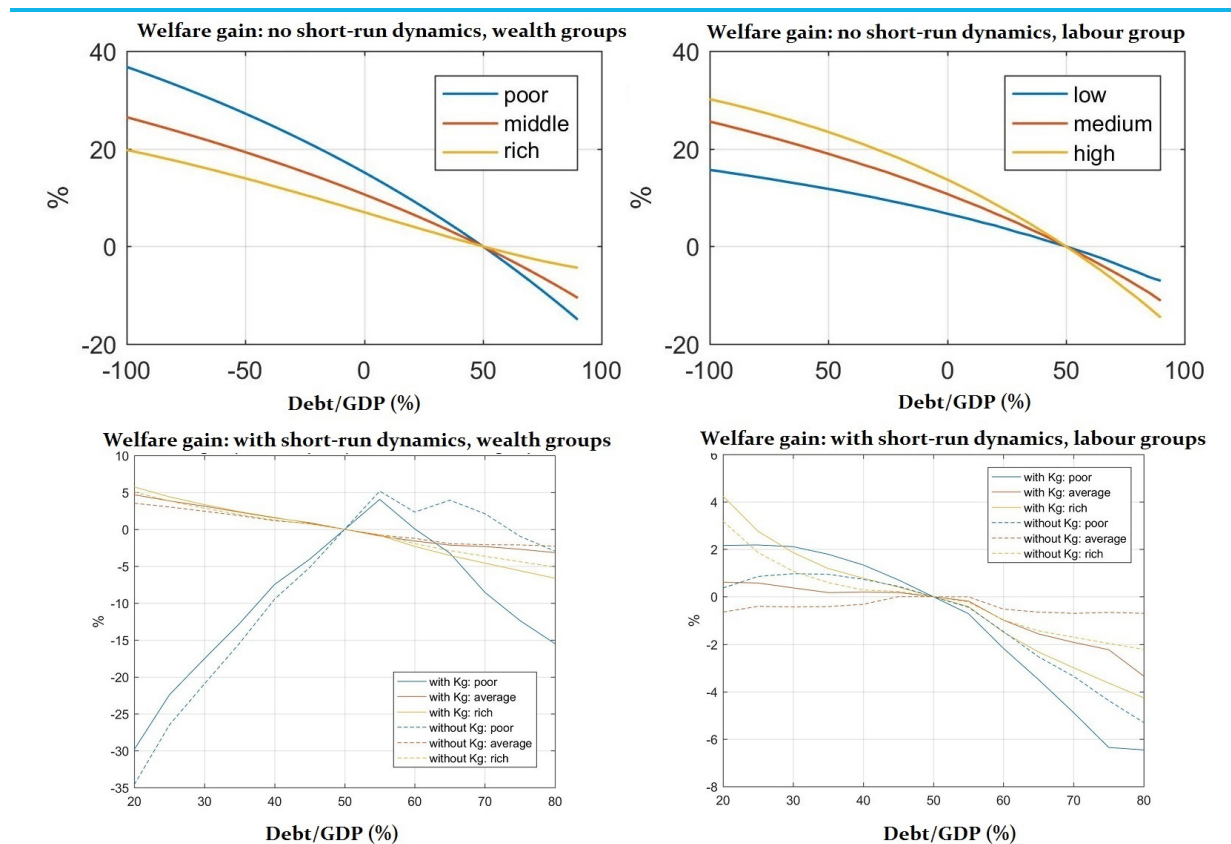 Welfare gain: no short-run dynamics, wealth groups
40
20
0
-20
%
poor
middle
rich
-100
-50
0
50
100
Debt/GDP (%)
Welfare gain: no short-run dynamics, labour group
40
20
0
-20
%
low
medium
high
-100
50
0
50
100
Debt/GDP (%)
Welfare gain: with short-run dynamics, wealth groups
10
5
0
-5
-10
-15
-20
-25
-30
-35
%
with Kg: poor
with Kg: average
with Kg: rich
without Kg: poor
without Kg: average
without Kg: rich
20
30
40
50
60
70
80
Debt/GDP (%)
Welfare gain: with short-run dynamics, labour groups
6
4
2
0
-2
-4
-6
-8
%
with Kg: poor
with Kg: average
with Kg: rich
without Kg: poor
without Kg: average
without Kg: rich
20
30
40
50
60
70
80
Debt/GDP (%)